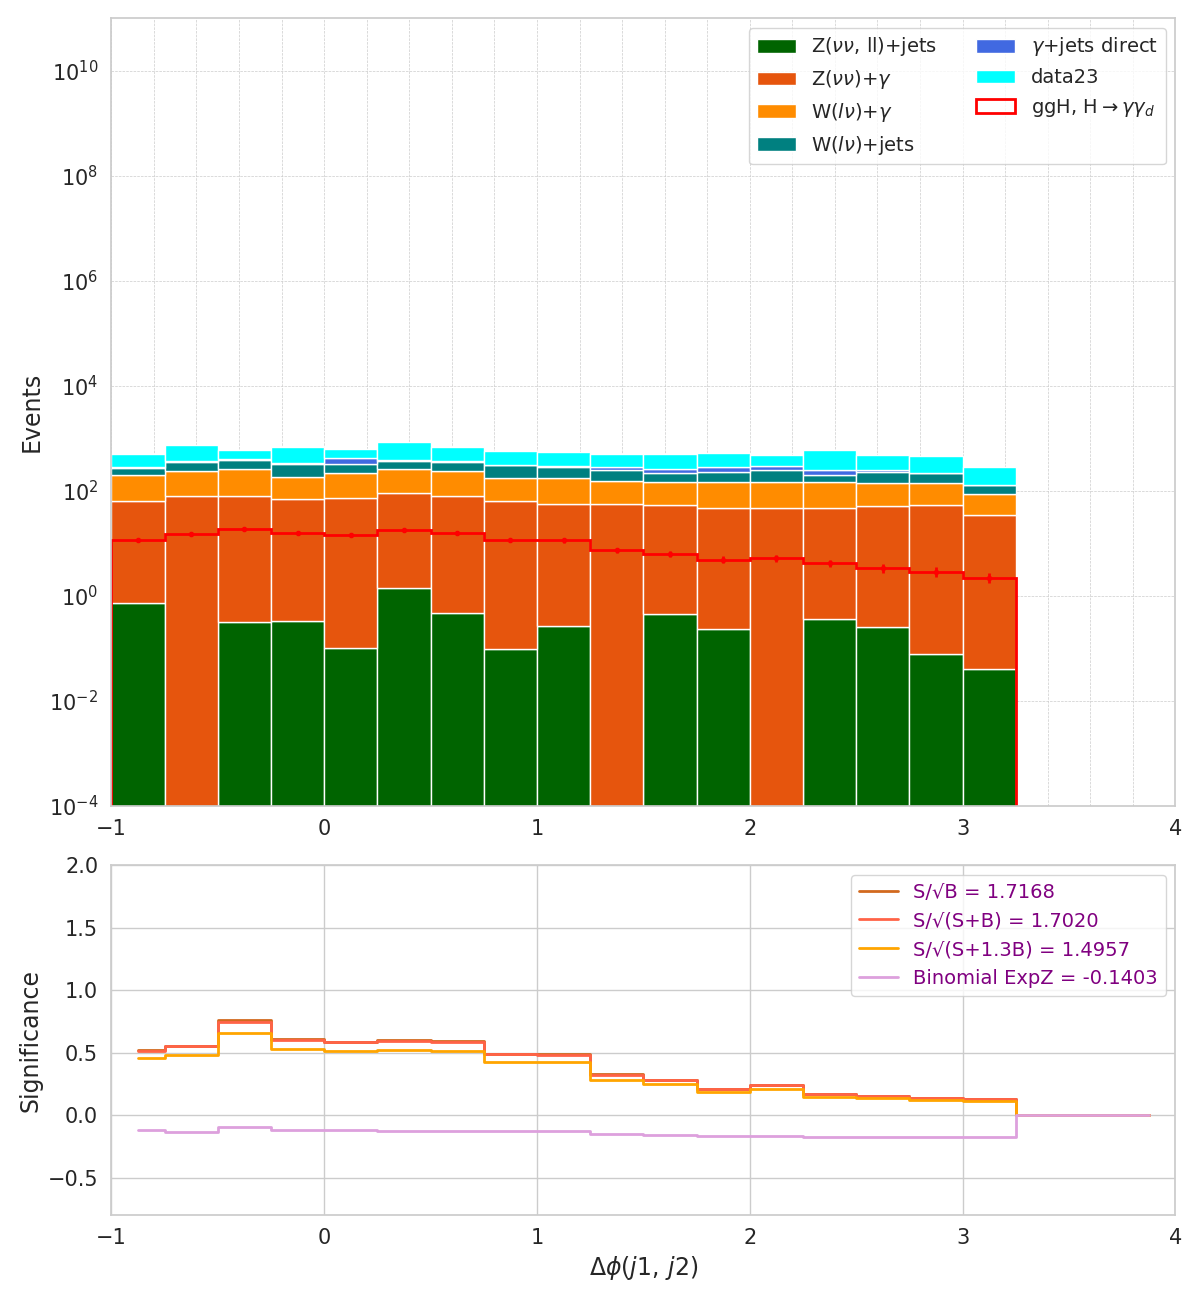 Z(νν, ll)+jets
Z(νν)+γ
W(lν)+γ
W(lν)+jets
γ+jets direct
data23
ggH, H→γγ_d
Events
10^10
10^8
10^6
10^4
10^2
10^0
10^−2
10^−4
−1 0 1 2 3 4
S/√B = 1.7168
S/√(S+B) = 1.7020
S/√(S+1.3B) = 1.4957
Binomial ExpZ = -0.1403
Significance
2.0
1.5
1.0
0.5
0.0
−0.5
−1 0 1 2 3 4
Δϕ(j1, j2)